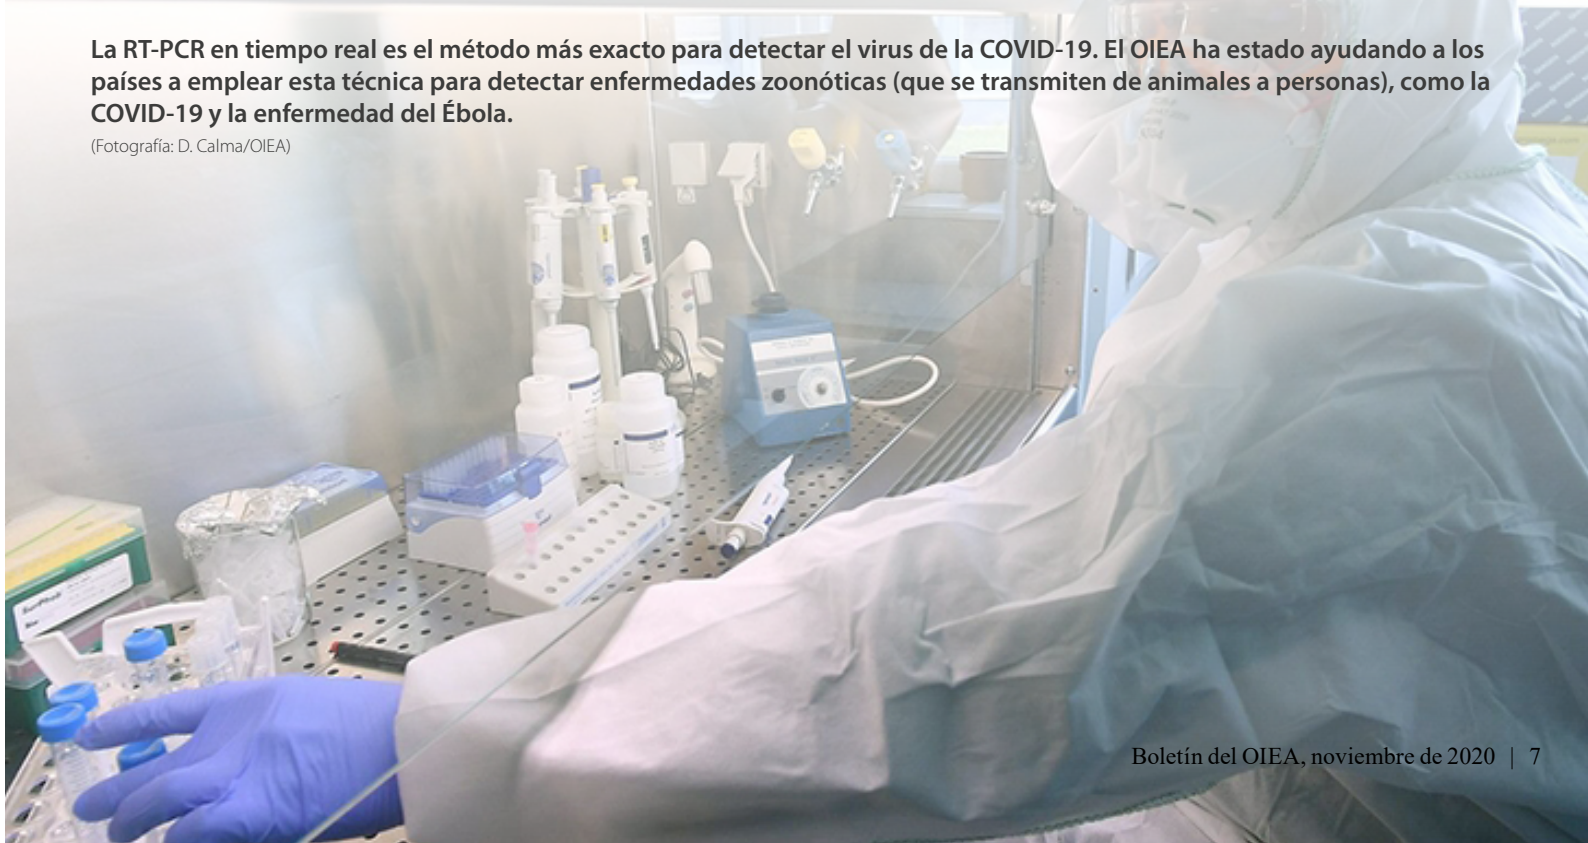 La RT-PCR en tiempo real es el método más exacto para detectar el virus de la COVID-19. El OIEA ha estado ayudando a los
países a emplear esta técnica para detectar enfermedades zoonóticas (que se transmiten de animales a personas), como la
COVID-19 y la enfermedad del Ébola.
(Fotografía: D. Calma/OIEA)
Boletín del OIEA, noviembre de 2020 | 7